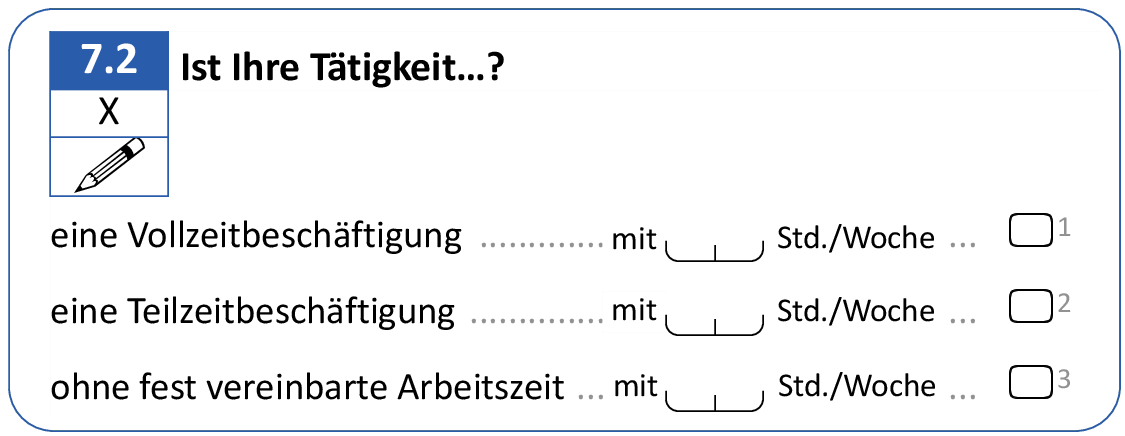 7.2 Ist Ihre Tätigkeit...?
X
eine Vollzeitbeschäftigung ............. mit Std./Woche ... 1
eine Teilzeitbeschäftigung .............. mit Std./Woche ... 2
ohne fest vereinbarte Arbeitszeit ... mit Std./Woche ... 3